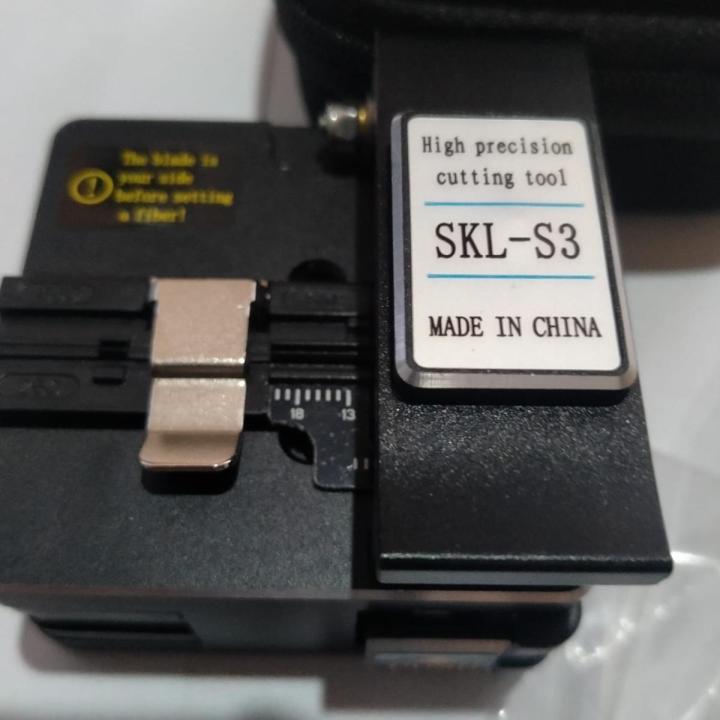 The blade is
your side
before setting
a fiber!
High precision
cutting tool
SKL-S3
MADE IN CHINA
18 13